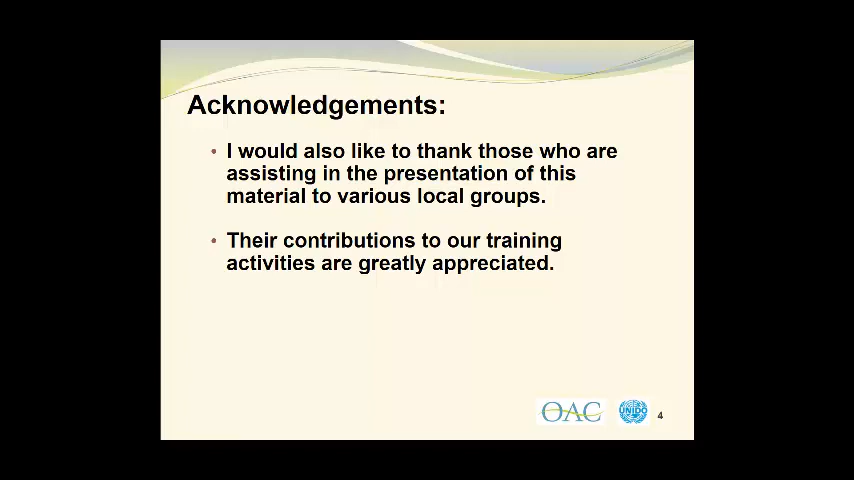 Acknowledgements:
• I would also like to thank those who are
assisting in the presentation of this
material to various local groups.
• Their contributions to our training
activities are greatly appreciated.
OAC
UNIDO
4